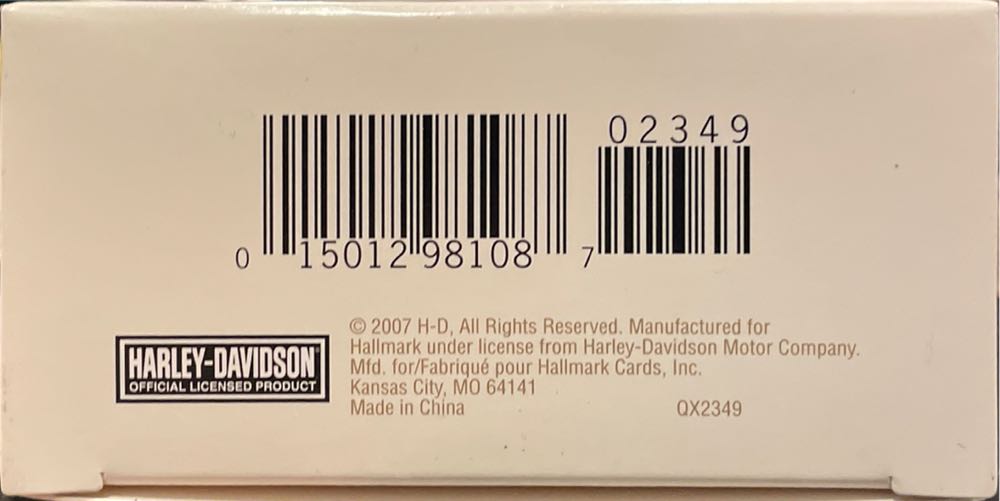 02349
0 15012 98108 7
HARLEY-DAVIDSON
OFFICIAL LICENSED PRODUCT
© 2007 H-D, All Rights Reserved. Manufactured for
Hallmark under license from Harley-Davidson Motor Company.
Mfd. for/Fabriqué pour Hallmark Cards, Inc.
Kansas City, MO 64141
Made in China QX2349